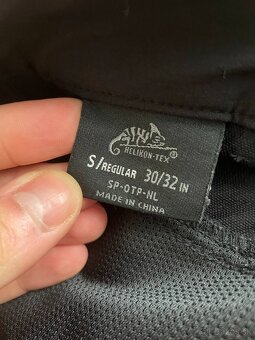 HELIKON-TEX®
S/REGULAR 30/32 IN
SP-OTP-NL
MADE IN CHINA